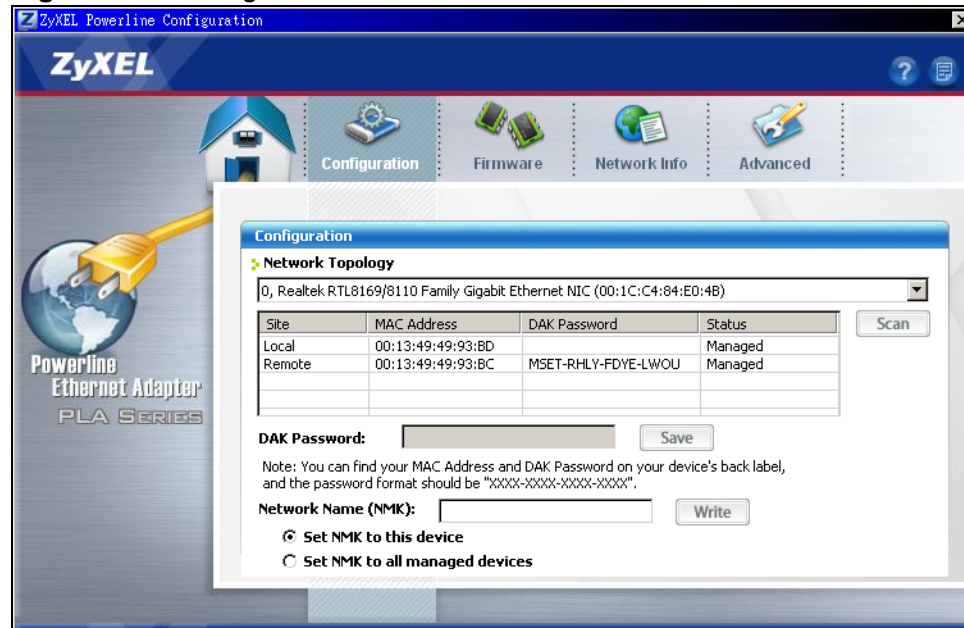 ZyXEL Powerline Configuration
ZyXEL
Configuration
Firmware
Network Info
Advanced
Powerline
Ethernet Adapter
PLA SERIES
Configuration
Network Topology
0, Realtek RTL8169/8110 Family Gigabit Ethernet NIC (00:1C:C4:84:E0:4B)
Site MAC Address DAK Password Status
Scan
Local 00:13:49:49:93:BD Managed
Remote 00:13:49:49:93:BC MSET-RHLY-FDYE-LWOU Managed
DAK Password:
Save
Note: You can find your MAC Address and DAK Password on your device's back label,
and the password format should be "XXXX-XXXX-XXXX-XXXX".
Network Name (NMK):
Write
Set NMK to this device
Set NMK to all managed devices